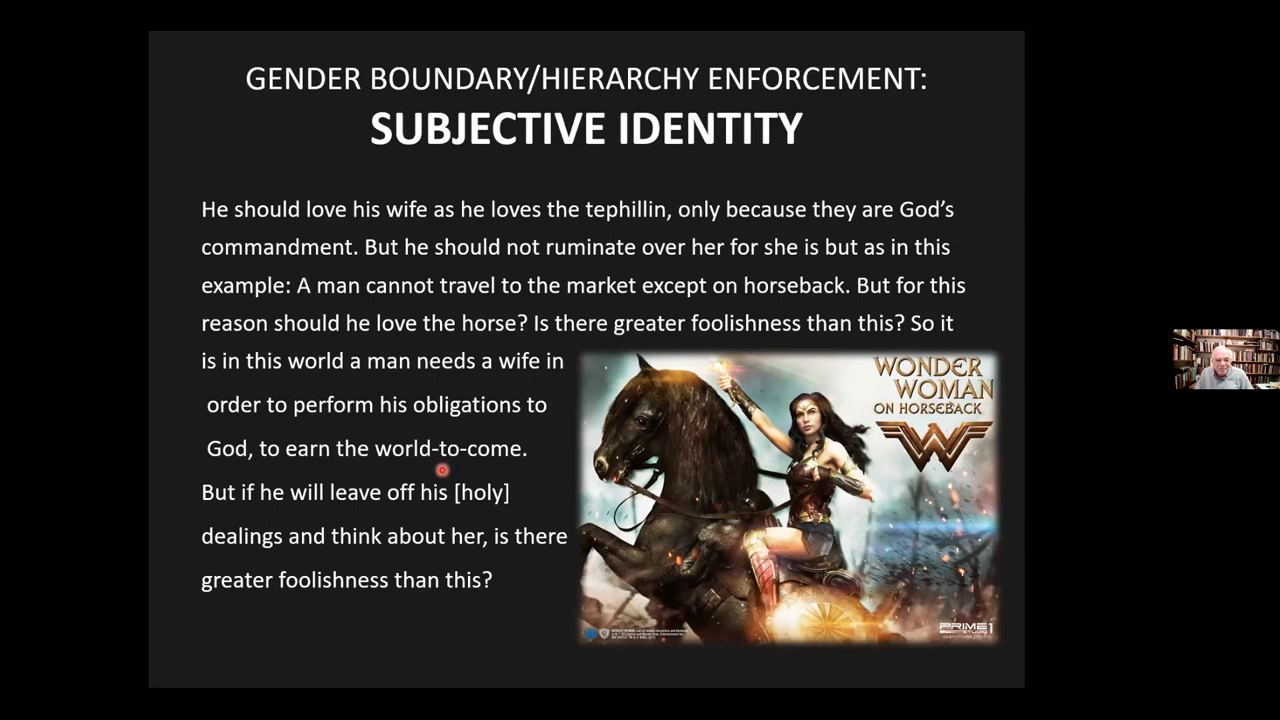 GENDER BOUNDARY/HIERARCHY ENFORCEMENT:
SUBJECTIVE IDENTITY
He should love his wife as he loves the tephillin, only because they are God’s
commandment. But he should not ruminate over her for she is but as in this
example: A man cannot travel to the market except on horseback. But for this
reason should he love the horse? Is there greater foolishness than this? So it
is in this world a man needs a wife in
order to perform his obligations to
God, to earn the world-to-come.
But if he will leave off his [holy]
dealings and think about her, is there
greater foolishness than this?
WONDER
WOMAN
ON HORSEBACK
PRIME 1
STUDIO